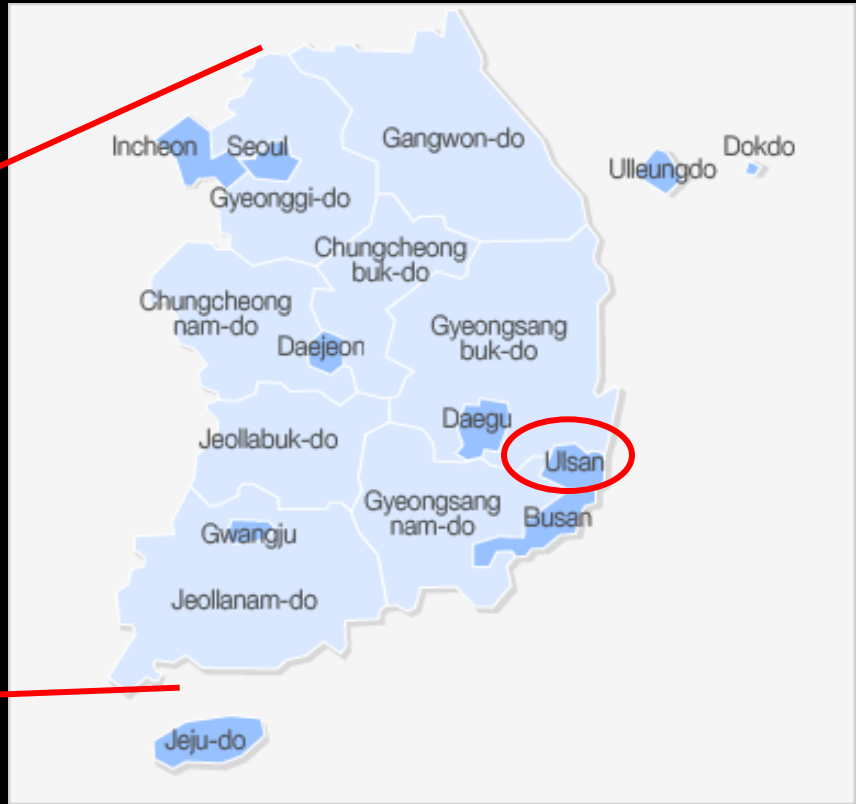 Incheon
Seoul
Gangwon-do
Ulleungdo
Dokdo
Gyeonggi-do
Chungcheong
buk-do
Chungcheong
nam-do
Daejeon
Gyeongsang
buk-do
Daegu
Jeollabuk-do
Ulsan
Gyeongsang
nam-do
Busan
Gwangju
Jeollanam-do
Jeju-do